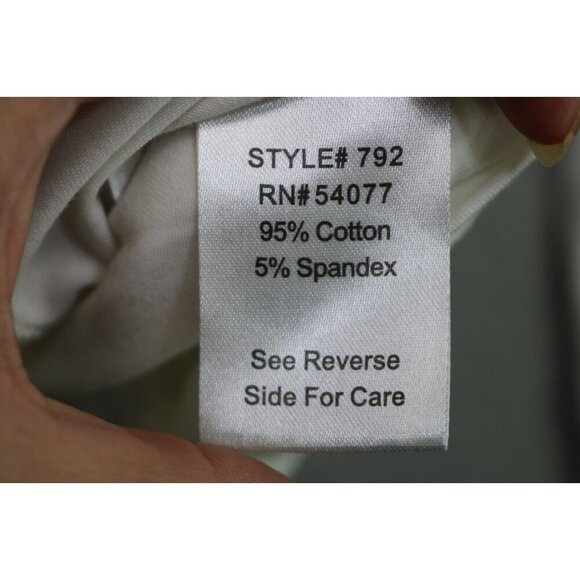 STYLE# 792
RN# 54077
95% Cotton
5% Spandex
See Reverse
Side For Care